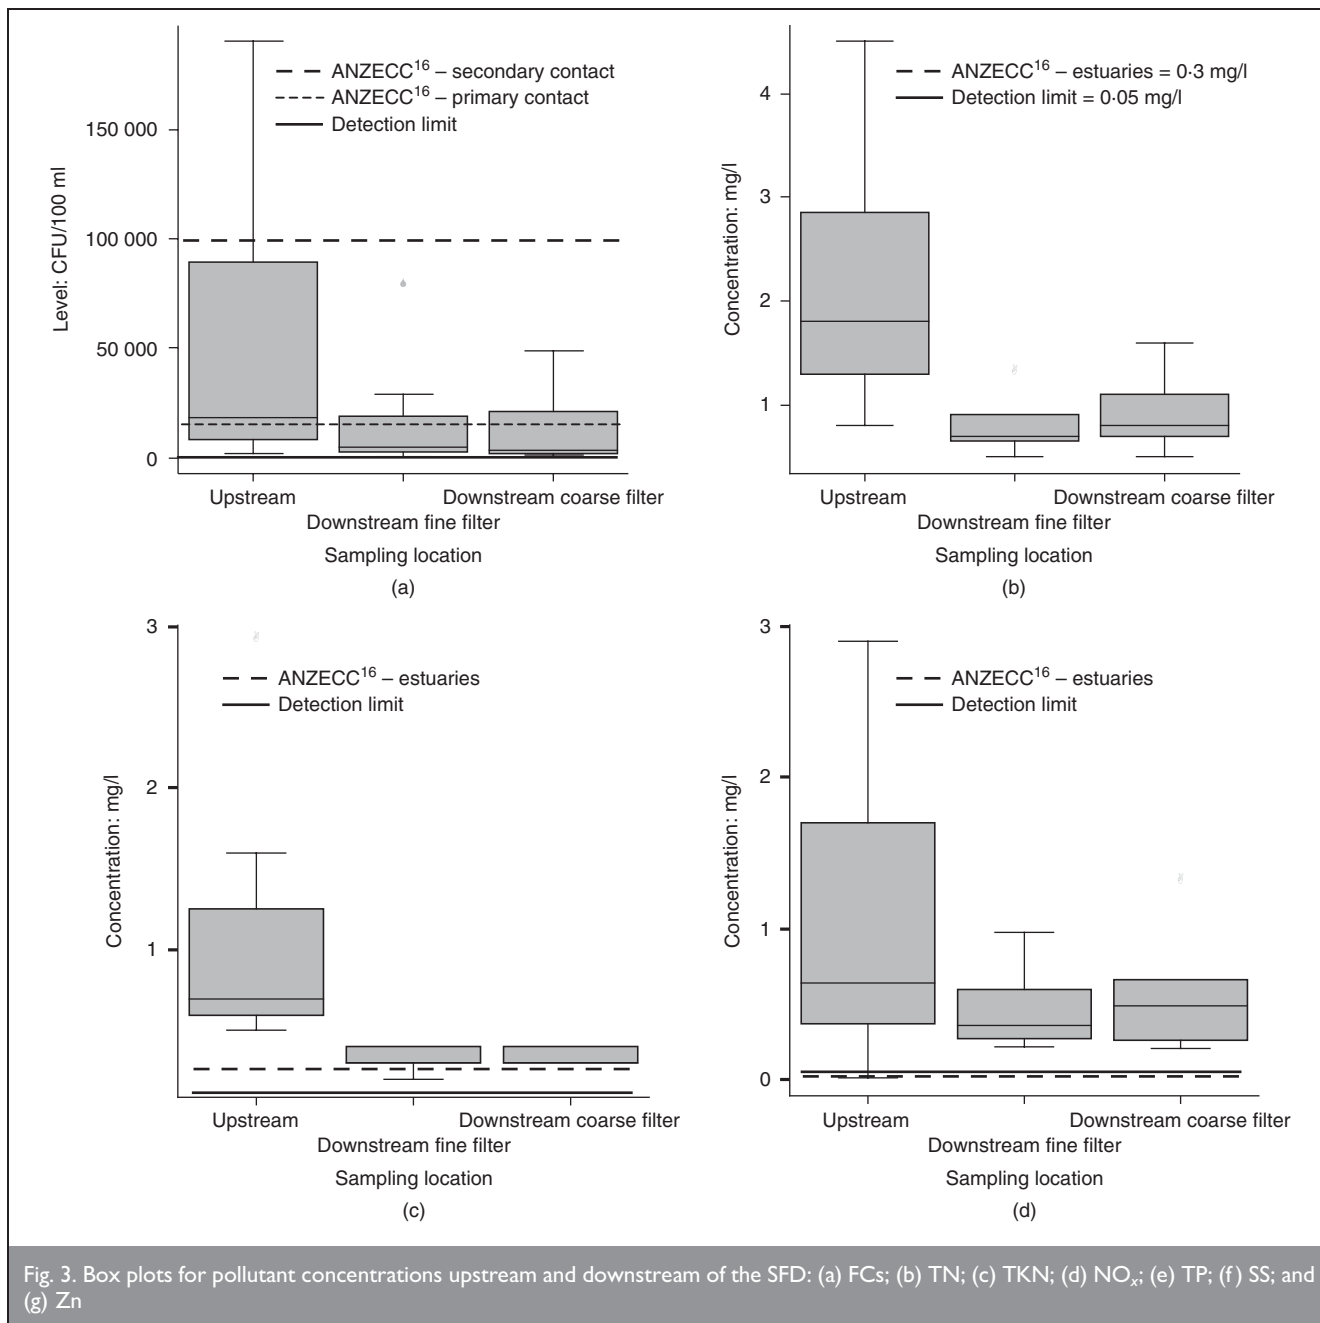 ANZECC16 – secondary contact
ANZECC16 – primary contact
Detection limit
150 000
100 000
50 000
0
Level: CFU/100 ml
Upstream
Downstream coarse filter
Downstream fine filter
Sampling location
(a)
ANZECC16 – estuaries = 0·3 mg/l
Detection limit = 0·05 mg/l
4
3
2
1
Concentration: mg/l
Upstream
Downstream coarse filter
Downstream fine filter
Sampling location
(b)
3
ANZECC16 – estuaries
Detection limit
2
1
Concentration: mg/l
Upstream
Downstream coarse filter
Downstream fine filter
Sampling location
(c)
3
ANZECC16 – estuaries
Detection limit
2
1
0
Concentration: mg/l
Upstream
Downstream coarse filter
Downstream fine filter
Sampling location
(d)
Fig. 3. Box plots for pollutant concentrations upstream and downstream of the SFD: (a) FCs; (b) TN; (c) TKN; (d) NOx; (e) TP; (f) SS; and
(g) Zn